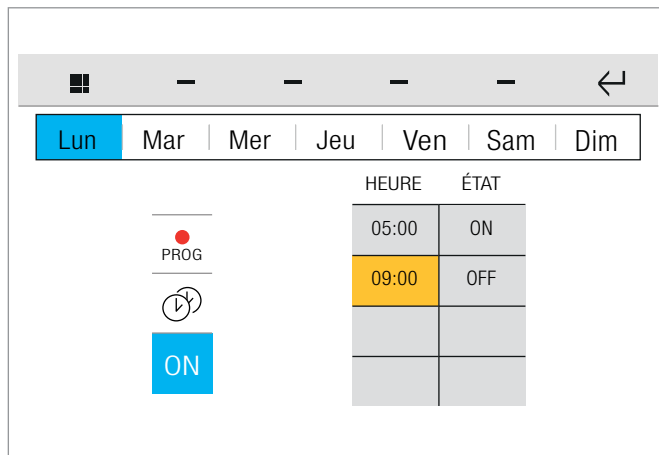 Lun Mar Mer Jeu Ven Sam Dim
HEURE ÉTAT
05:00 ON
PROG
09:00 OFF
ON